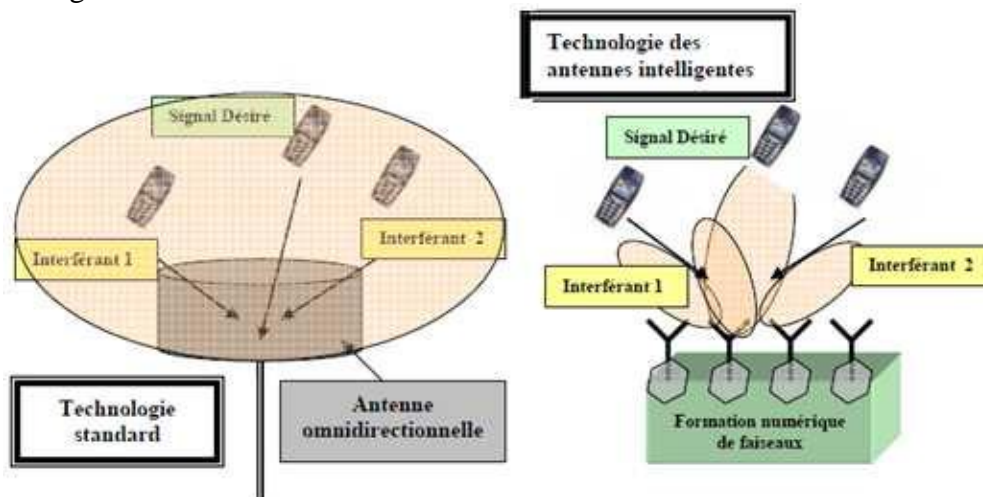 Signal Désiré
Interférant 1
Interférant 2
Technologie
standard
Antenne
omnidirectionnelle
Technologie des
antennes intelligentes
Signal Désiré
Interférant 1
Interférant 2
Formation numérique
de faiseaux